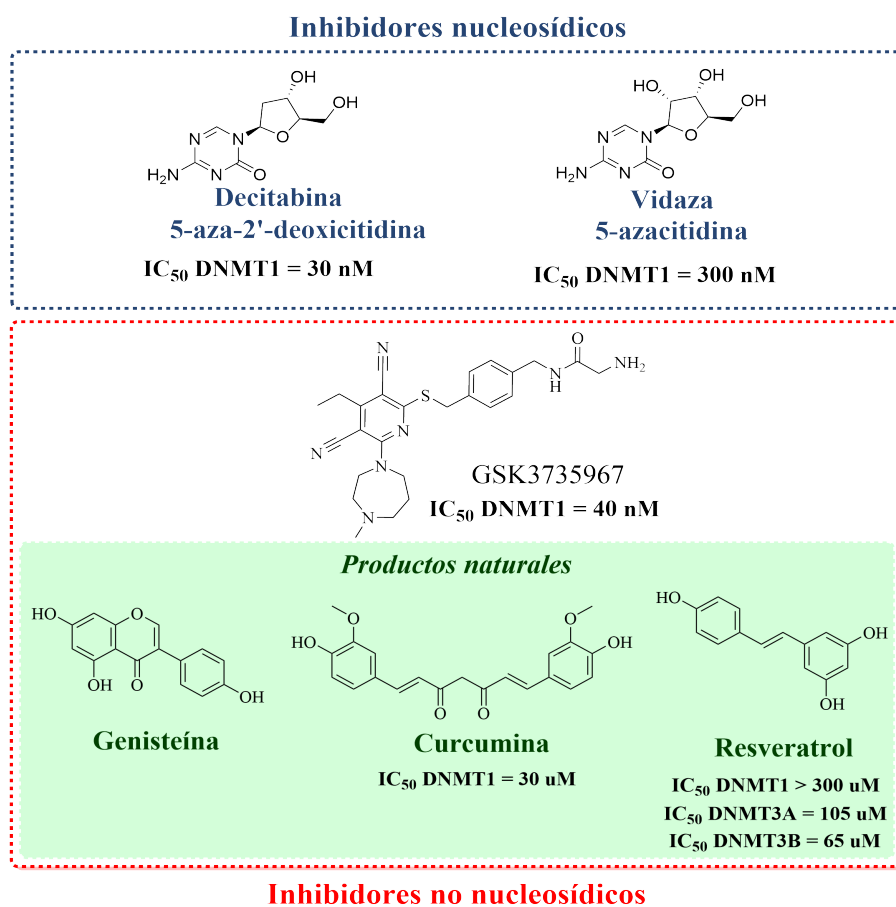 Inhibidores nucleosídicos
OH
OH
N
N
O
H₂N
N
O
Decitabina
5-aza-2'-deoxicitidina
IC₅₀ DNMT1 = 30 nM
HO
OH
OH
N
N
O
H₂N
N
O
Vidaza
5-azacitidina
IC₅₀ DNMT1 = 300 nM
N
O
NH₂
N
H
S
N
N
N
N
GSK3735967
IC₅₀ DNMT1 = 40 nM
Productos naturales
HO
O
OH
O
OH
Genisteína
O
HO
O
OH
O
O
Curcumina
IC₅₀ DNMT1 = 30 uM
HO
OH
OH
Resveratrol
IC₅₀ DNMT1 > 300 uM
IC₅₀ DNMT3A = 105 uM
IC₅₀ DNMT3B = 65 uM
Inhibidores no nucleosídicos